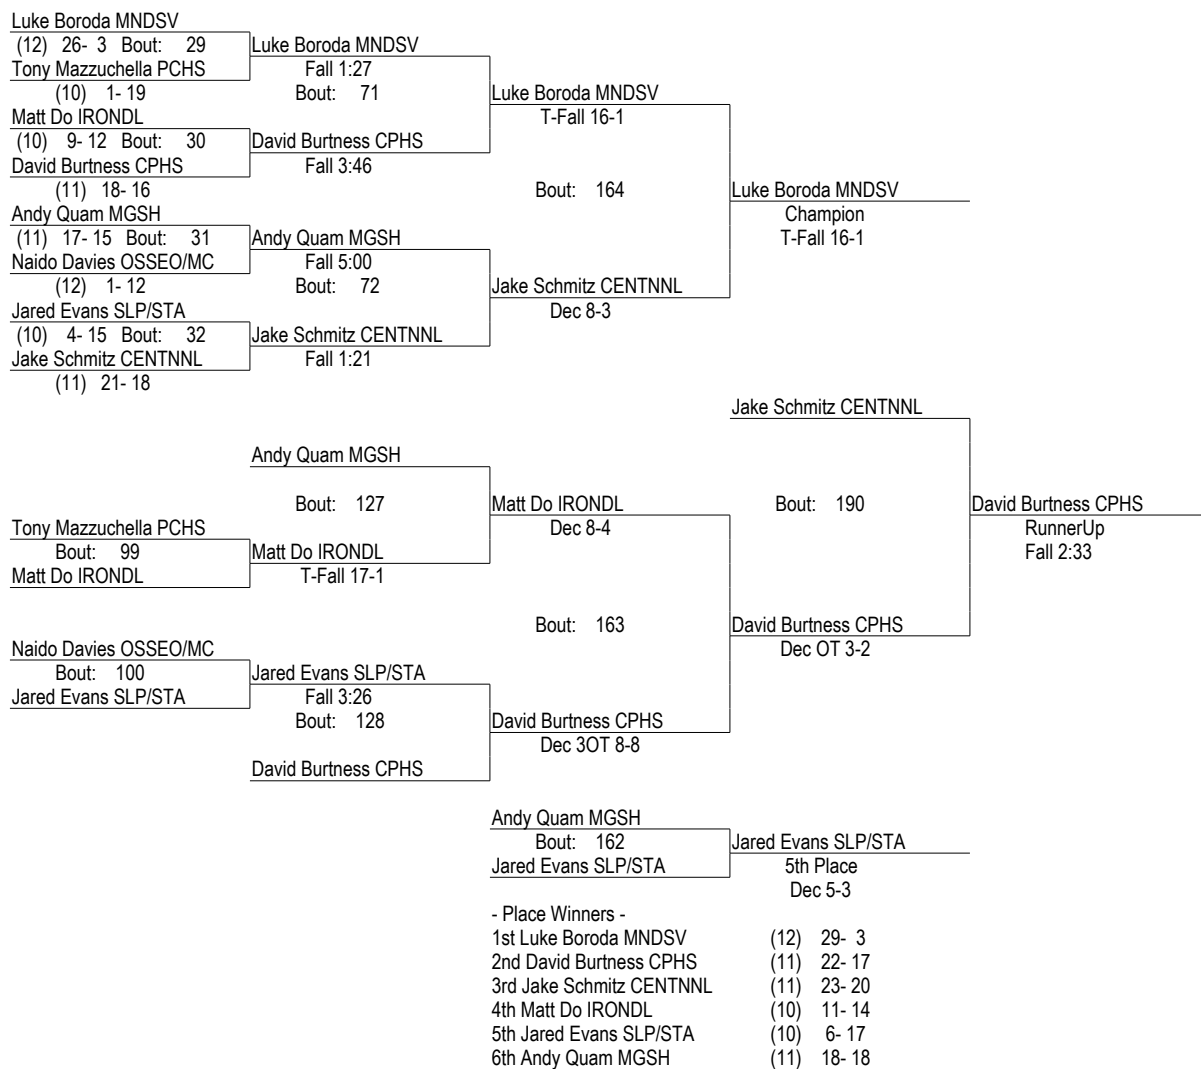 Luke Boroda MNDSV
(12) 26- 3 Bout: 29
Tony Mazzuchella PCHS
(10) 1- 19
Matt Do IRONDL
(10) 9- 12 Bout: 30
David Burtness CPHS
(11) 18- 16
Andy Quam MGSH
(11) 17- 15 Bout: 31
Naido Davies OSSEO/MC
(12) 1- 12
Jared Evans SLP/STA
(10) 4- 15 Bout: 32
Jake Schmitz CENTNNL
(11) 21- 18
Luke Boroda MNDSV
Fall 1:27
Bout: 71
David Burtness CPHS
Fall 3:46
Andy Quam MGSH
Fall 5:00
Bout: 72
Jake Schmitz CENTNNL
Fall 1:21
Luke Boroda MNDSV
T-Fall 16-1
Bout: 164
Jake Schmitz CENTNNL
Dec 8-3
Luke Boroda MNDSV
Champion
T-Fall 16-1
Tony Mazzuchella PCHS
Bout: 99
Matt Do IRONDL
Naido Davies OSSEO/MC
Bout: 100
Jared Evans SLP/STA
Andy Quam MGSH
Bout: 127
Matt Do IRONDL
T-Fall 17-1
Jared Evans SLP/STA
Fall 3:26
Bout: 128
David Burtness CPHS
Matt Do IRONDL
Dec 8-4
Bout: 163
David Burtness CPHS
Dec 3OT 8-8
Jake Schmitz CENTNNL
Bout: 190
David Burtness CPHS
Dec OT 3-2
David Burtness CPHS
RunnerUp
Fall 2:33
Andy Quam MGSH
Bout: 162
Jared Evans SLP/STA
Jared Evans SLP/STA
5th Place
Dec 5-3
- Place Winners -
1st Luke Boroda MNDSV (12) 29- 3
2nd David Burtness CPHS (11) 22- 17
3rd Jake Schmitz CENTNNL (11) 23- 20
4th Matt Do IRONDL (10) 11- 14
5th Jared Evans SLP/STA (10) 6- 17
6th Andy Quam MGSH (11) 18- 18